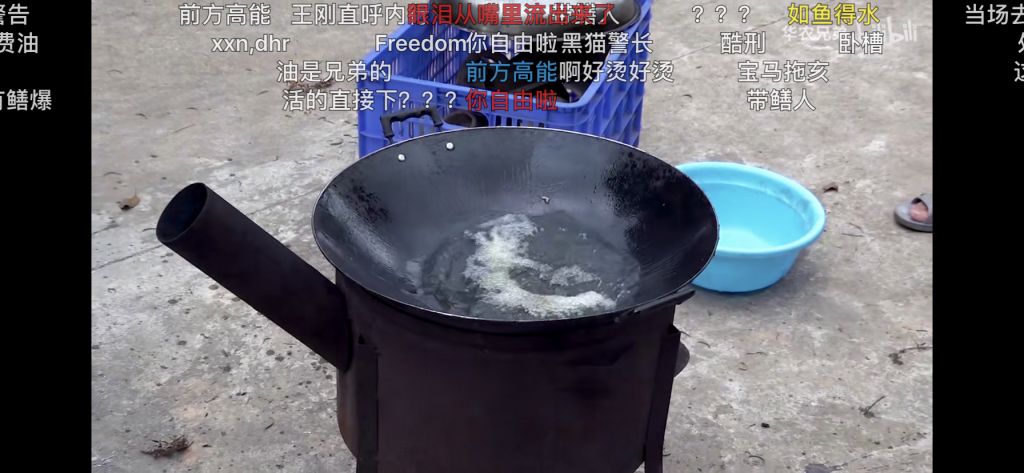 警告
前方高能
王刚直呼内
眼泪从嘴里流出来了
人
？？？
如鱼得水
当场去
费油
xxn,dhr
Freedom你自由啦
黑猫警长
酷刑
卧槽
华农兄弟
bilibili
油是兄弟的
前方高能啊好烫好烫
宝马拖亥
有鳝爆
活的直接下？？？
你自由啦
带鳝人